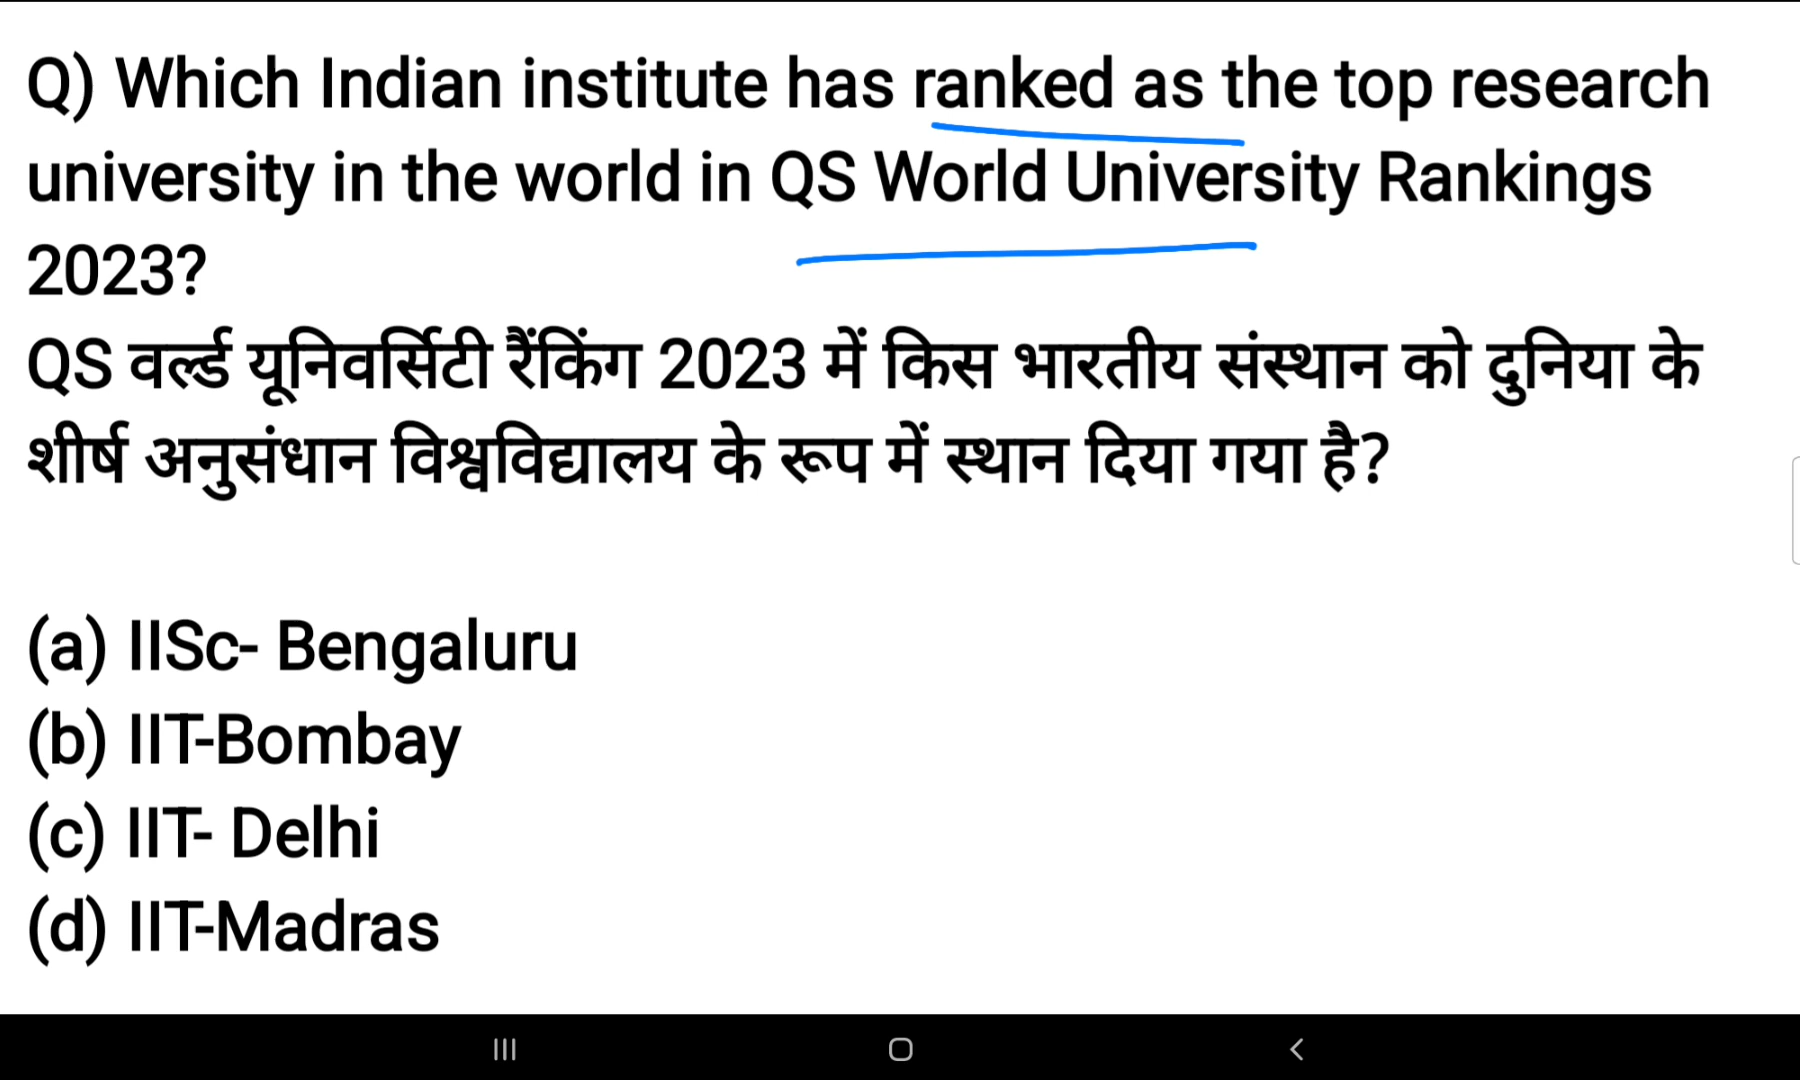 Q) Which Indian institute has ranked as the top research
university in the world in QS World University Rankings
2023?
QS वर्ल्ड यूनिवर्सिटी रैंकिंग 2023 में किस भारतीय संस्थान को दुनिया के
शीर्ष अनुसंधान विश्वविद्यालय के रूप में स्थान दिया गया है?
(a) IISc- Bengaluru
(b) IIT-Bombay
(c) IIT- Delhi
(d) IIT-Madras